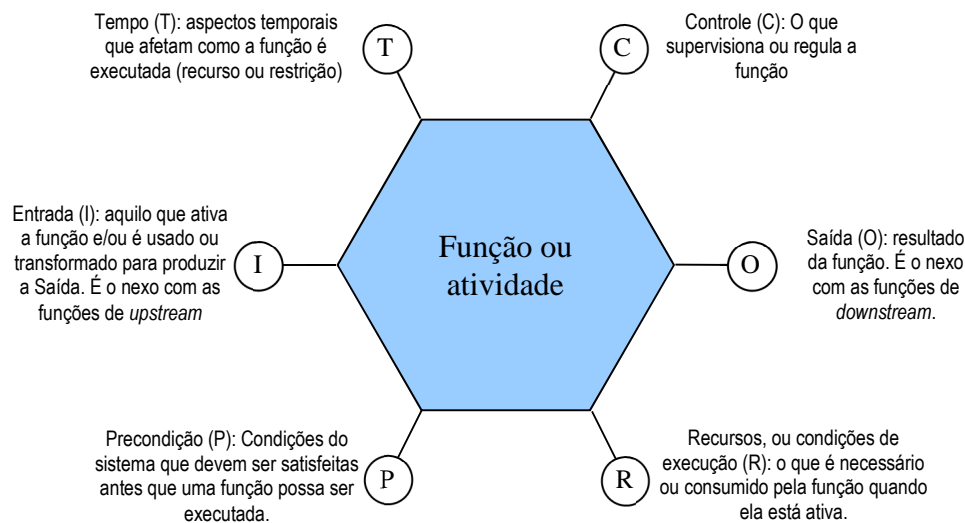 Tempo (T): aspectos temporais
que afetam como a função é
executada (recurso ou restrição)
T
C
Controle (C): O que
supervisiona ou regula a
função
Entrada (I): aquilo que ativa
a função e/ou é usado ou
transformado para produzir
a Saída. É o nexo com as
funções de upstream
I
Função ou
atividade
O
Saída (O): resultado
da função. É o nexo
com as funções de
downstream.
Precondição (P): Condições do
sistema que devem ser satisfeitas
antes que uma função possa ser
executada.
P
R
Recursos, ou condições de
execução (R): o que é necessário
ou consumido pela função quando
ela está ativa.